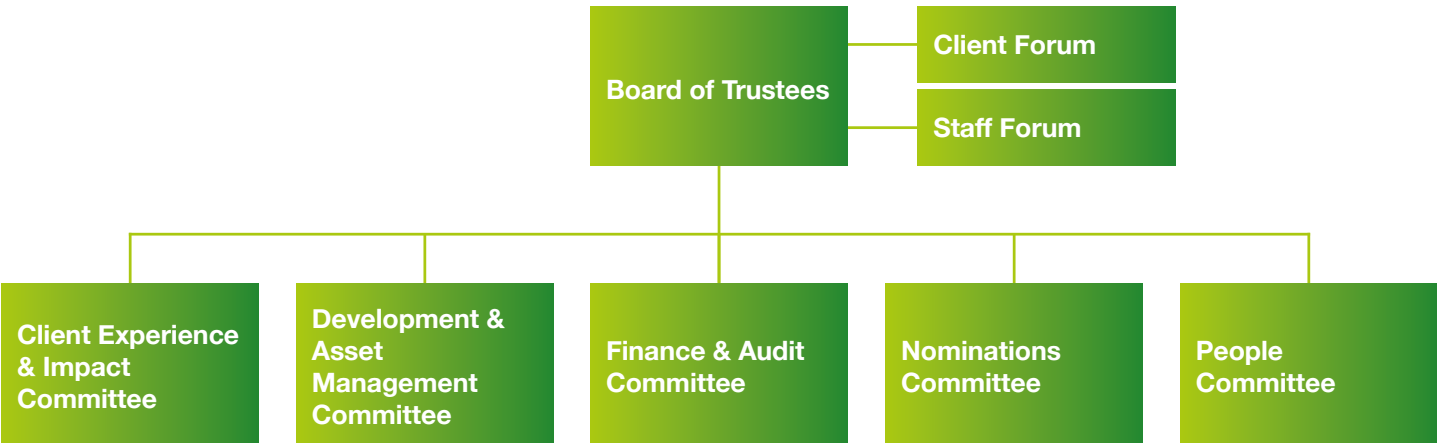 Board of Trustees
Client Forum
Staff Forum
Client Experience
& Impact
Committee
Development &
Asset
Management
Committee
Finance & Audit
Committee
Nominations
Committee
People
Committee